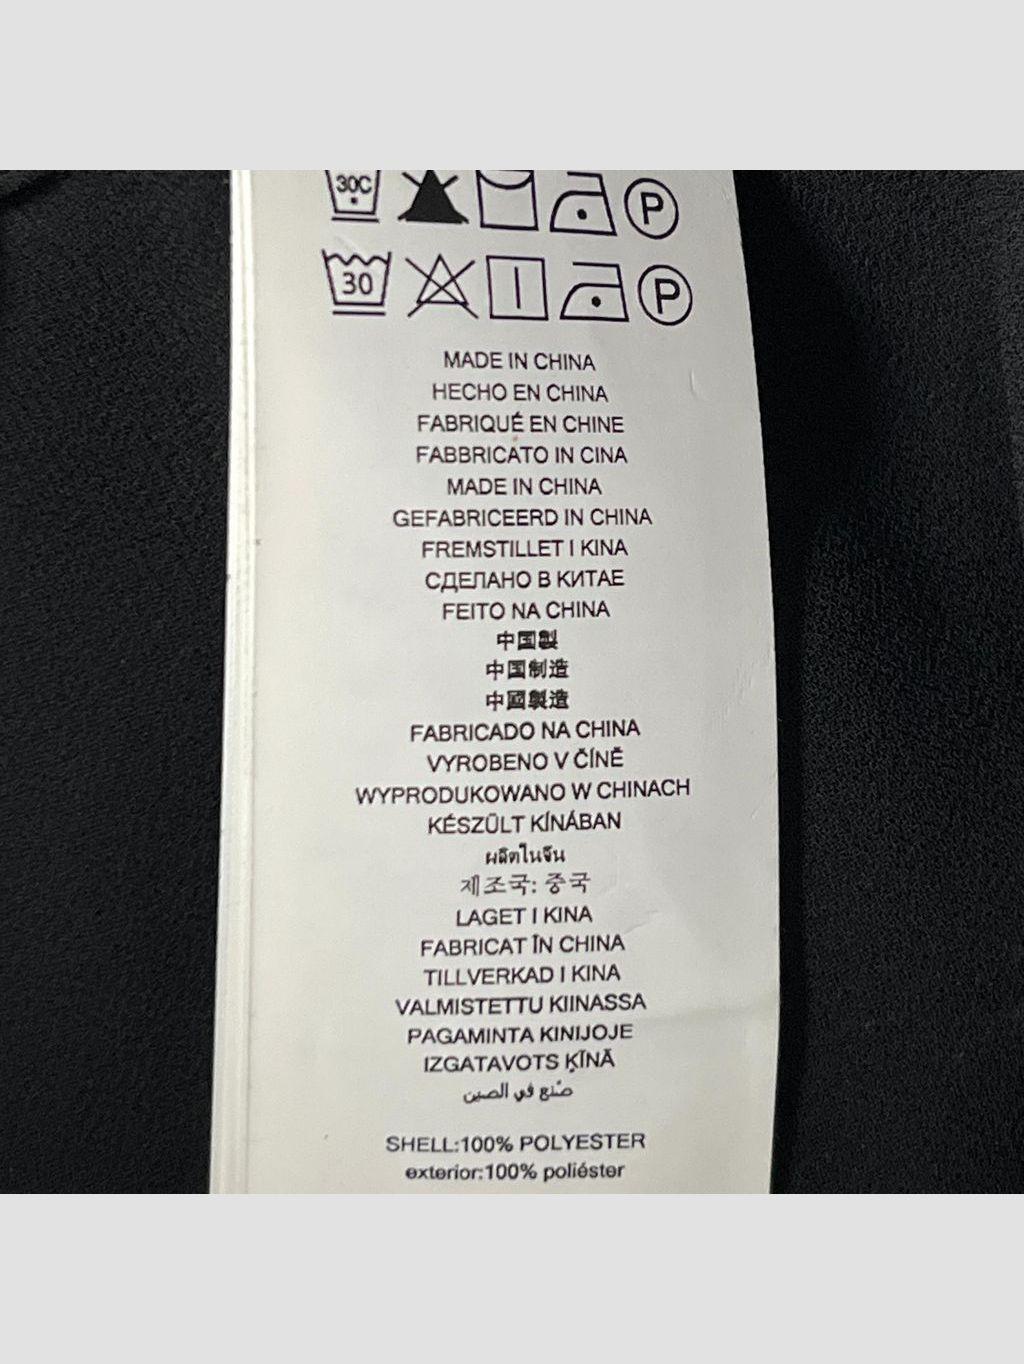 30C P
30 P
MADE IN CHINA
HECHO EN CHINA
FABRIQUÉ EN CHINE
FABBRICATO IN CINA
MADE IN CHINA
GEFABRICEERD IN CHINA
FREMSTILLET I KINA
СДЕЛАНО В КИТАЕ
FEITO NA CHINA
中国製
中国制造
中國製造
FABRICADO NA CHINA
VYROBENO V ČÍNĚ
WYPRODUKOWANO W CHINACH
KÉSZŰLT KÍNÁBAN
ผลิตในจีน
제조국: 중국
LAGET I KINA
FABRICAT ÎN CHINA
TILLVERKAD I KINA
VALMISTETTU KIINASSA
PAGAMINTA KINIJOJE
IZGATAVOTS ĶĪNĀ
صُنع في الصين
SHELL:100% POLYESTER
exterior:100% poliéster